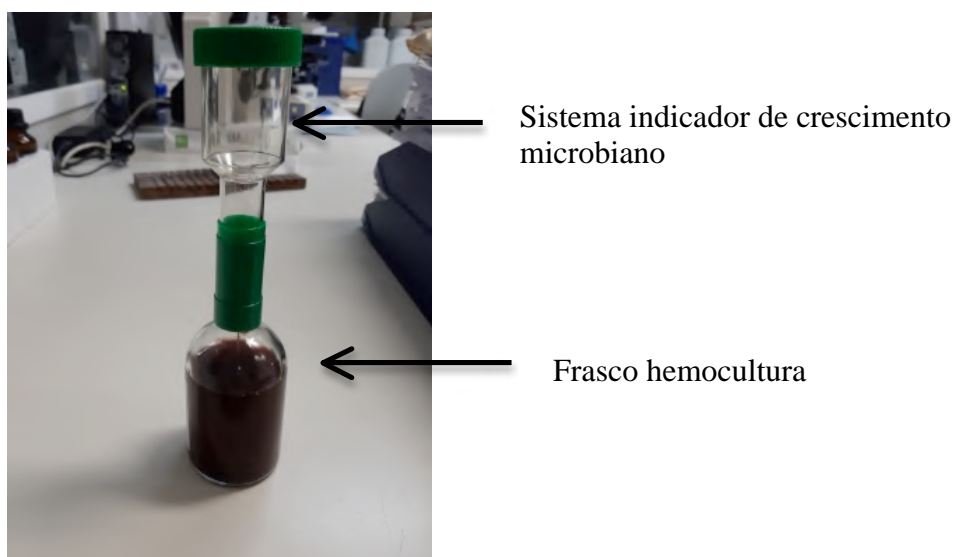 Sistema indicador de crescimento
microbiano
Frasco hemocultura